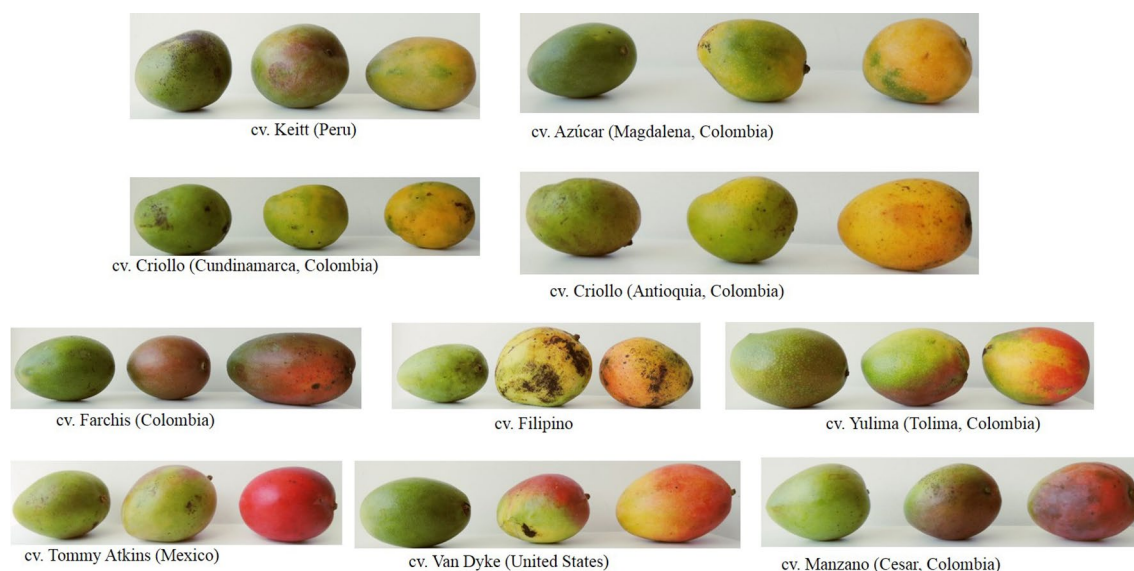 cv. Keitt (Peru)
cv. Azúcar (Magdalena, Colombia)
cv. Criollo (Cundinamarca, Colombia)
cv. Criollo (Antioquia, Colombia)
cv. Farchis (Colombia)
cv. Filipino
cv. Yulima (Tolima, Colombia)
cv. Tommy Atkins (Mexico)
cv. Van Dyke (United States)
cv. Manzano (Cesar, Colombia)